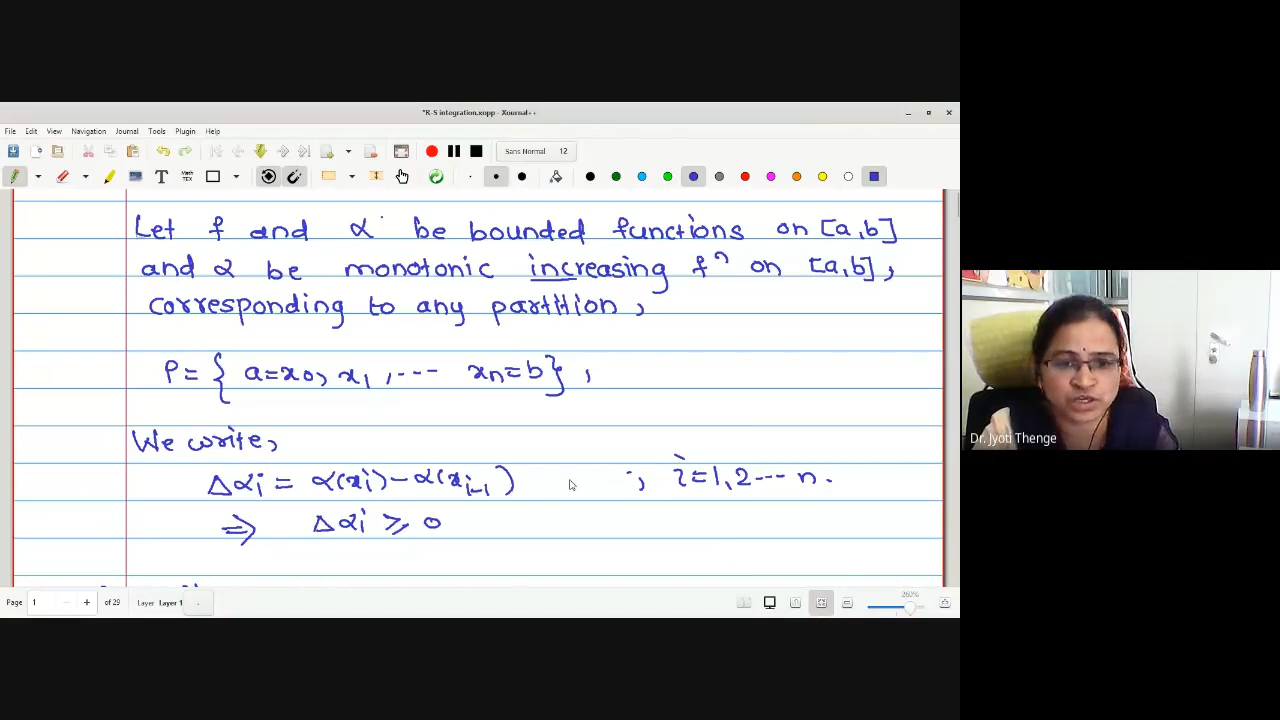 *R-S integration.xopp - Xournal++
File Edit View Navigation Journal Tools Plugin Help
Sans Normal 12
Let f and α be bounded functions on [a,b]
and α be monotonic increasing fⁿ on [a,b],
corresponding to any partition,
P = { a=x₀, x₁, ... xₙ=b },
We write,
Δαᵢ = α(xᵢ) - α(xᵢ₋₁) ; i=1,2---n.
⇒ Δαᵢ ≥ 0
Page 1 of 29 Layer Layer 1 260%
Dr. Jyoti Thenge